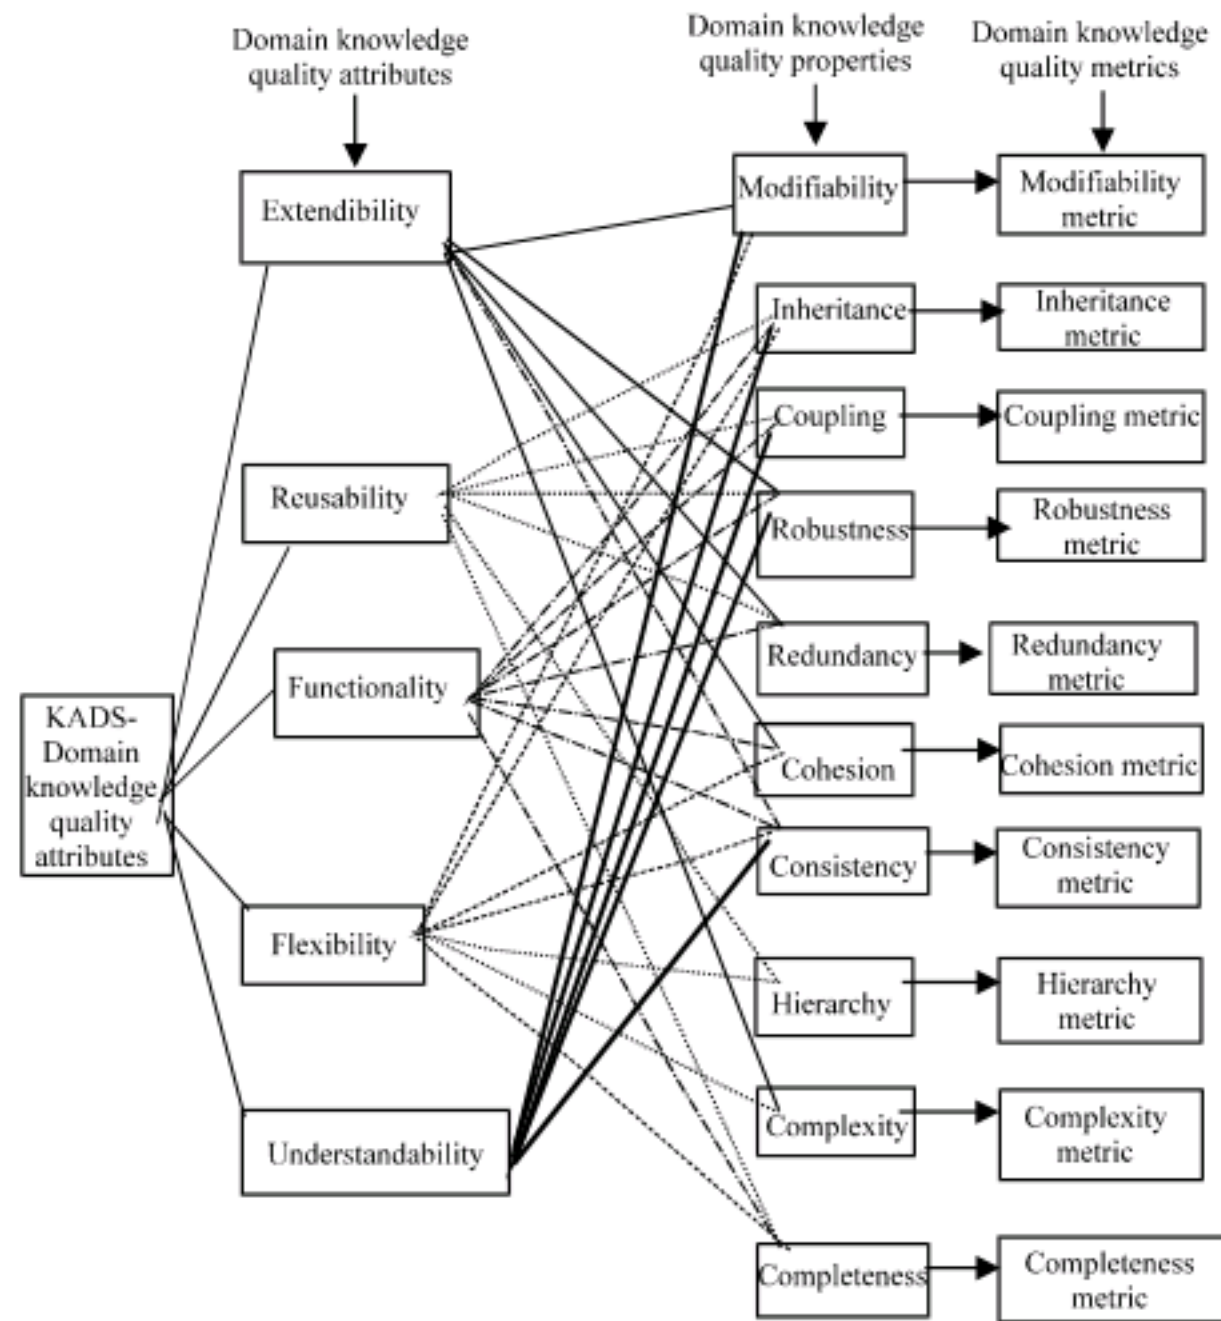 Domain knowledge
quality attributes
Domain knowledge
quality properties
Domain knowledge
quality metrics
Extendibility
Modifiability
Modifiability
metric
Inheritance
Inheritance
metric
Coupling
Coupling metric
Reusability
Robustness
Robustness
metric
Functionality
Redundancy
Redundancy
metric
KADS-
Domain
knowledge
quality
attributes
Cohesion
Cohesion metric
Consistency
Consistency
metric
Flexibility
Hierarchy
Hierarchy
metric
Understandability
Complexity
Complexity
metric
Completeness
Completeness
metric